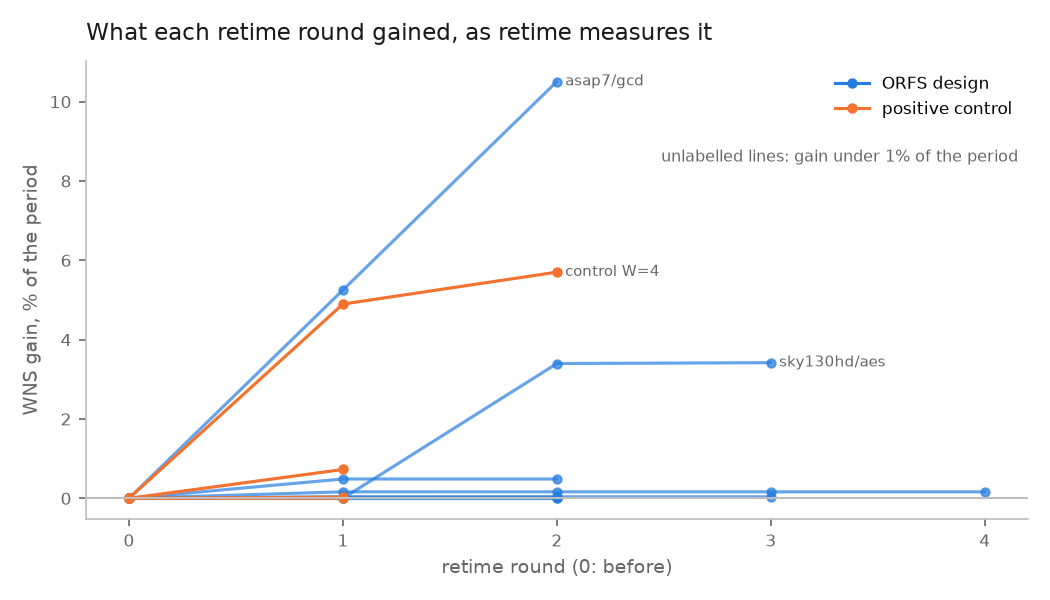 What each retime round gained, as retime measures it
WNS gain, % of the period
10
8
6
4
2
0
asap7/gcd
control W=4
sky130hd/aes
ORFS design
positive control
unlabelled lines: gain under 1% of the period
0 1 2 3 4
retime round (0: before)